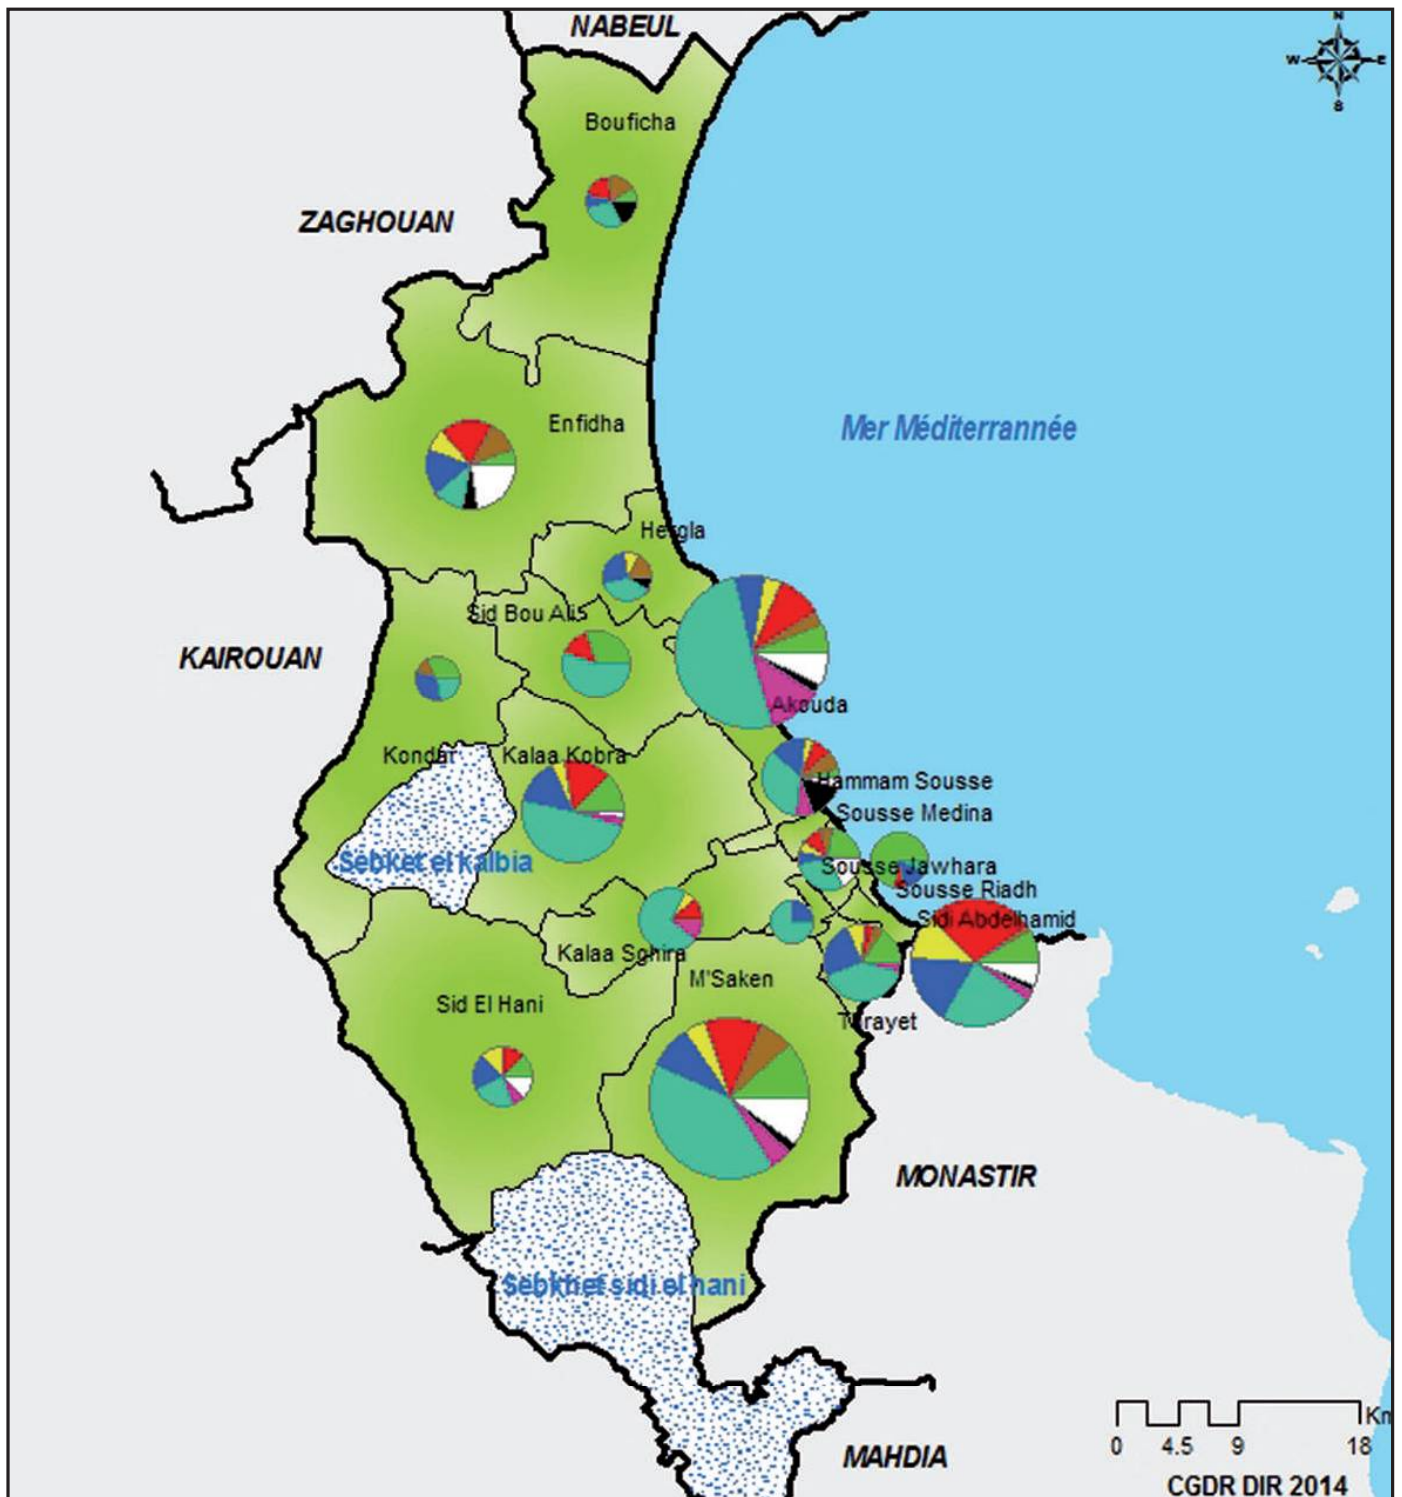 NABEUL
N
W
E
S
Bouficha
ZAGHOUAN
Enfidha
Mer Méditerrannée
Hergla
Sid Bou Ali
KAIROUAN
Akouda
Kondar
Kalaa Kobra
Hammam Sousse
Sousse Medina
Sebket el kalbia
Sousse Jawhara
Sousse Riadh
Sidi Abdelhamid
Kalaa Sghira
M'Saken
Sid El Hani
MONASTIR
Sebkhet sidi el hani
Km
0 4.5 9 18
MAHDIA
CGDR DIR 2014